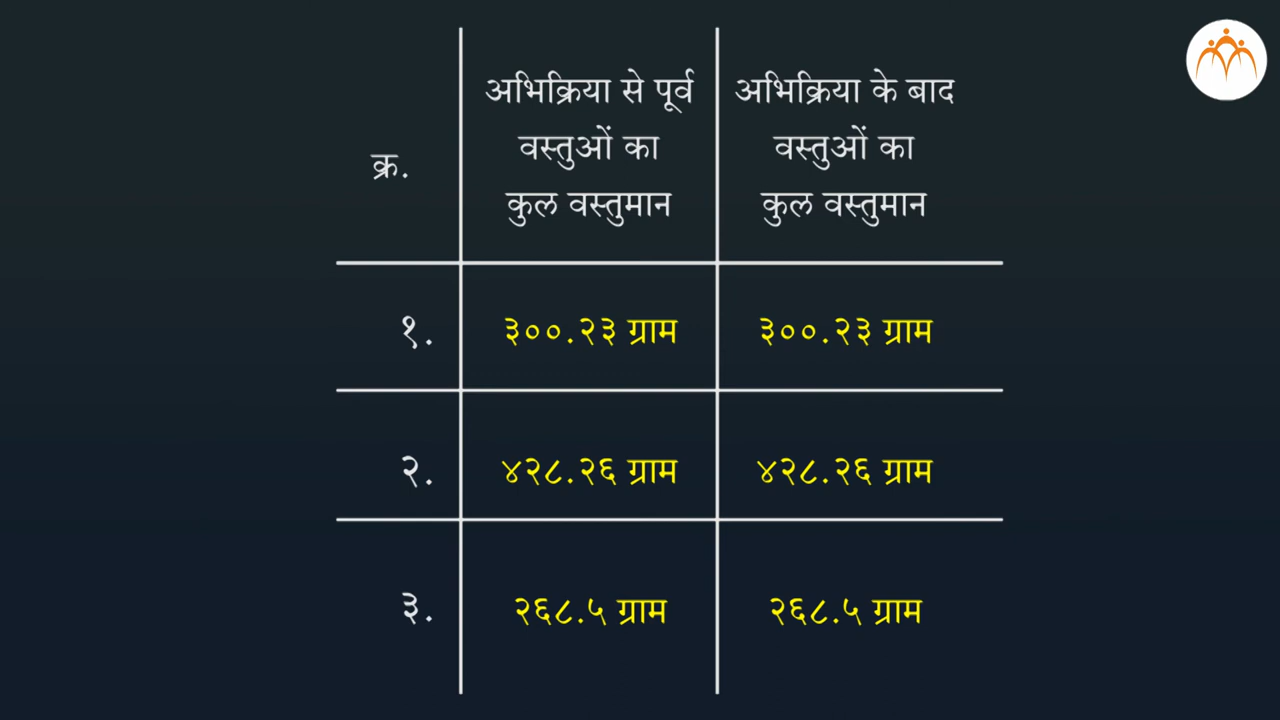 क्र.
अभिक्रिया से पूर्व
वस्तुओं का
कुल वस्तुमान
अभिक्रिया के बाद
वस्तुओं का
कुल वस्तुमान
१. ३००.२३ ग्राम ३००.२३ ग्राम
२. ४२८.२६ ग्राम ४२८.२६ ग्राम
३. २६८.५ ग्राम २६८.५ ग्राम